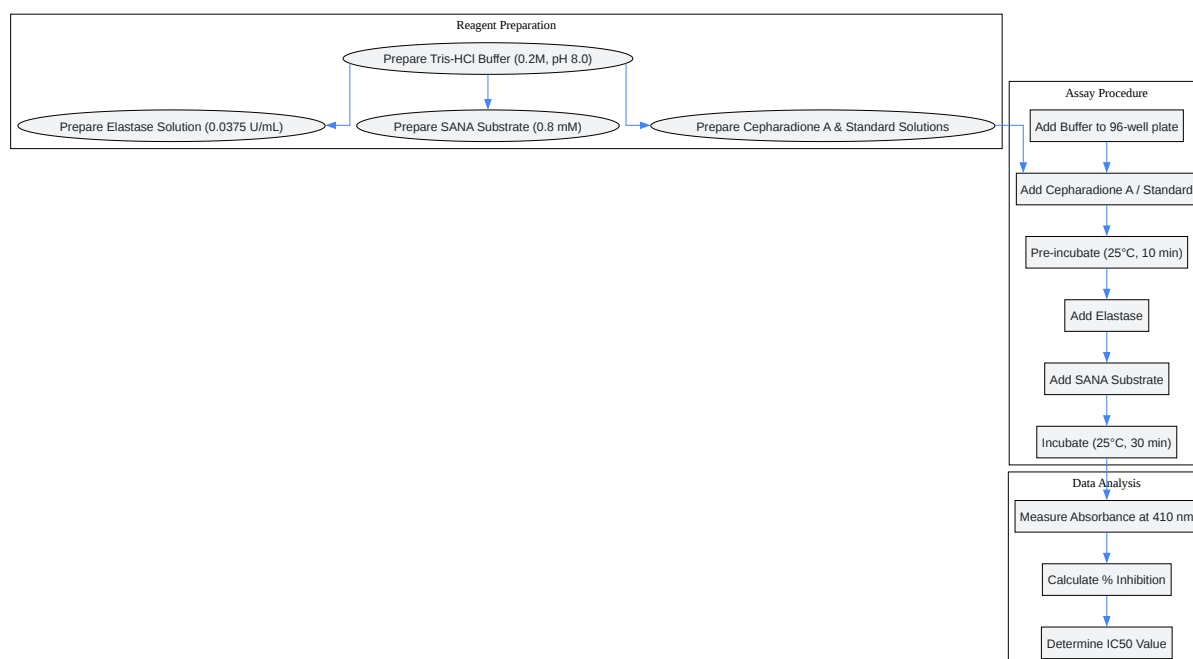 Reagent Preparation
Prepare Tris-HCl Buffer (0.2M, pH 8.0)
Prepare Elastase Solution (0.0375 U/mL)
Prepare SANA Substrate (0.8 mM)
Prepare Cepharadione A & Standard Solutions
Assay Procedure
Add Buffer to 96-well plate
Add Cepharadione A / Standard
Pre-incubate (25°C, 10 min)
Add Elastase
Add SANA Substrate
Incubate (25°C, 30 min)
Data Analysis
Measure Absorbance at 410 nm
Calculate % Inhibition
Determine IC50 Value